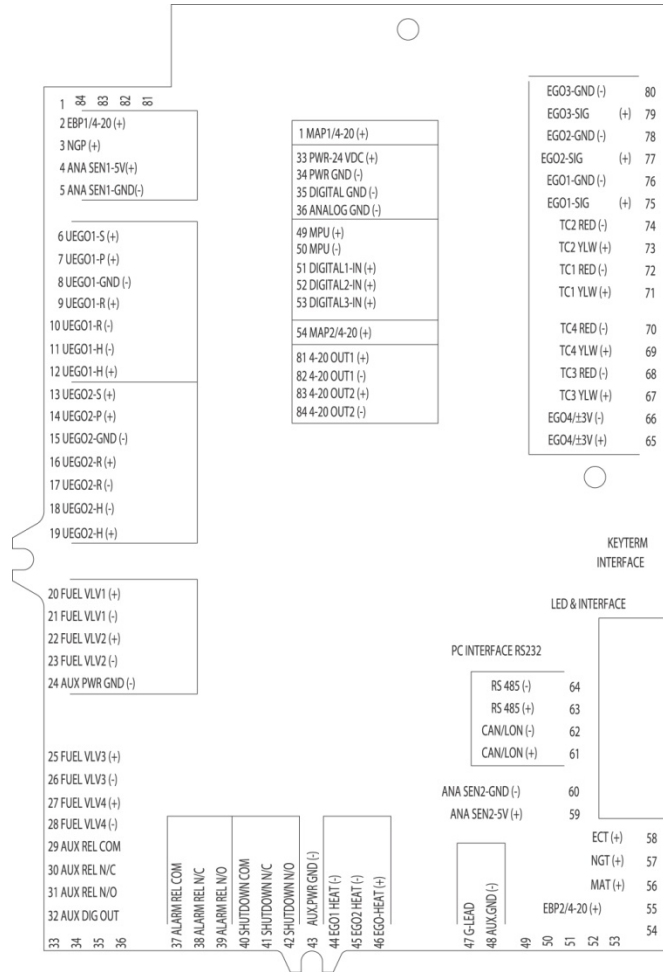 1 84 83 82 81
2 EBP1/4-20 (+)
3 NGP (+)
4 ANA SEN1-5V(+)
5 ANA SEN1-GND(-)
6 UEGO1-S (+)
7 UEGO1-P (+)
8 UEGO1-GND (-)
9 UEGO1-R (+)
10 UEGO1-R (-)
11 UEGO1-H (-)
12 UEGO1-H (+)
13 UEGO2-S (+)
14 UEGO2-P (+)
15 UEGO2-GND (-)
16 UEGO2-R (+)
17 UEGO2-R (-)
18 UEGO2-H (-)
19 UEGO2-H (+)
20 FUEL VLV1 (+)
21 FUEL VLV1 (-)
22 FUEL VLV2 (+)
23 FUEL VLV2 (-)
24 AUX PWR GND (-)
25 FUEL VLV3 (+)
26 FUEL VLV3 (-)
27 FUEL VLV4 (+)
28 FUEL VLV4 (-)
29 AUX REL COM
30 AUX REL N/C
31 AUX REL N/O
32 AUX DIG OUT
33 34 35 36
1 MAP1/4-20 (+)
33 PWR-24 VDC (+)
34 PWR GND (-)
35 DIGITAL GND (-)
36 ANALOG GND (-)
49 MPU (+)
50 MPU (-)
51 DIGITAL1-IN (+)
52 DIGITAL2-IN (+)
53 DIGITAL3-IN (+)
54 MAP2/4-20 (+)
81 4-20 OUT1 (+)
82 4-20 OUT1 (-)
83 4-20 OUT2 (+)
84 4-20 OUT2 (-)
37 ALARM REL COM
38 ALARM REL N/C
39 ALARM REL N/O
40 SHUTDOWN COM
41 SHUTDOWN N/C
42 SHUTDOWN N/O
43 AUX.PWR GND (-)
44 EGO1 HEAT (-)
45 EGO2 HEAT (-)
46 EGO-HEAT (+)
47 G-LEAD
48 AUX.GND (-)
49 50 51 52 53
EGO3-GND (-) 80
EGO3-SIG (+) 79
EGO2-GND (-) 78
EGO2-SIG (+) 77
EGO1-GND (-) 76
EGO1-SIG (+) 75
TC2 RED (-) 74
TC2 YLW (+) 73
TC1 RED (-) 72
TC1 YLW (+) 71
TC4 RED (-) 70
TC4 YLW (+) 69
TC3 RED (-) 68
TC3 YLW (+) 67
EGO4/±3V (-) 66
EGO4/±3V (+) 65
KEYTERM
INTERFACE
LED & INTERFACE
PC INTERFACE RS232
RS 485 (-) 64
RS 485 (+) 63
CAN/LON (-) 62
CAN/LON (+) 61
ANA SEN2-GND (-) 60
ANA SEN2-5V (+) 59
ECT (+) 58
NGT (+) 57
MAT (+) 56
EBP2/4-20 (+) 55
54